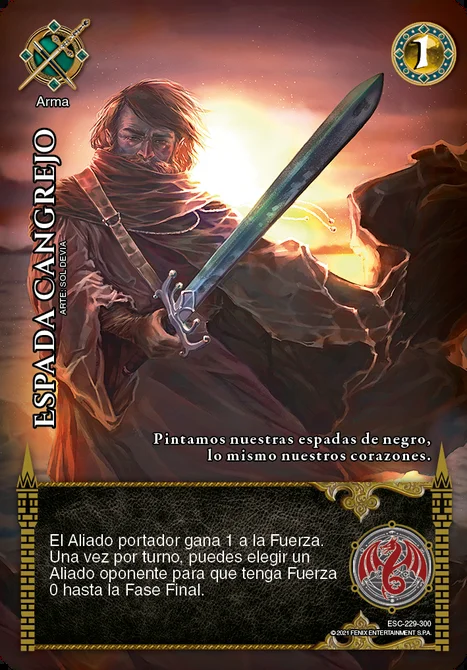 1
Arma
ESPADA CANGREJO
ARTE: SOL DEVIA
Pintamos nuestras espadas de negro,
lo mismo nuestros corazones.
El Aliado portador gana 1 a la Fuerza.
Una vez por turno, puedes elegir un
Aliado oponente para que tenga Fuerza
0 hasta la Fase Final.
ESC-229-300
©2021 FENIX ENTERTAINMENT S.P.A.